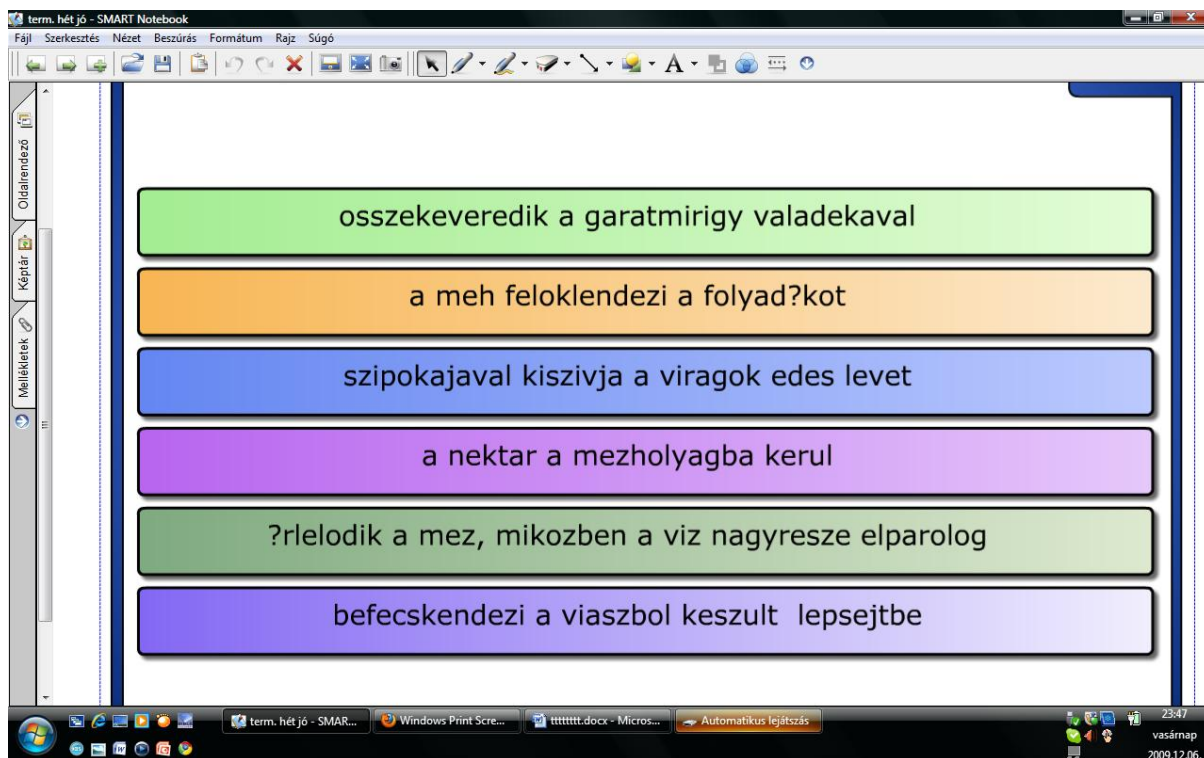 term. hét jó - SMART Notebook
Fájl Szerkesztés Nézet Beszúrás Formátum Rajz Súgó
Oldalrendező
Képtár
Mellékletek
osszekeveredik a garatmirigy valadekaval
a meh feloklendezi a folyad?kot
szipokajaval kiszivja a viragok edes levet
a nektar a mezholyagba kerul
?rlelodik a mez, mikozben a viz nagyresze elparolog
befecskendezi a viaszbol keszult lepsejtbe
term. hét jó - SMAR... Windows Print Scre... tttttttt.docx - Micros... Automatikus lejátszás
23:47
vasárnap
2009.12.06